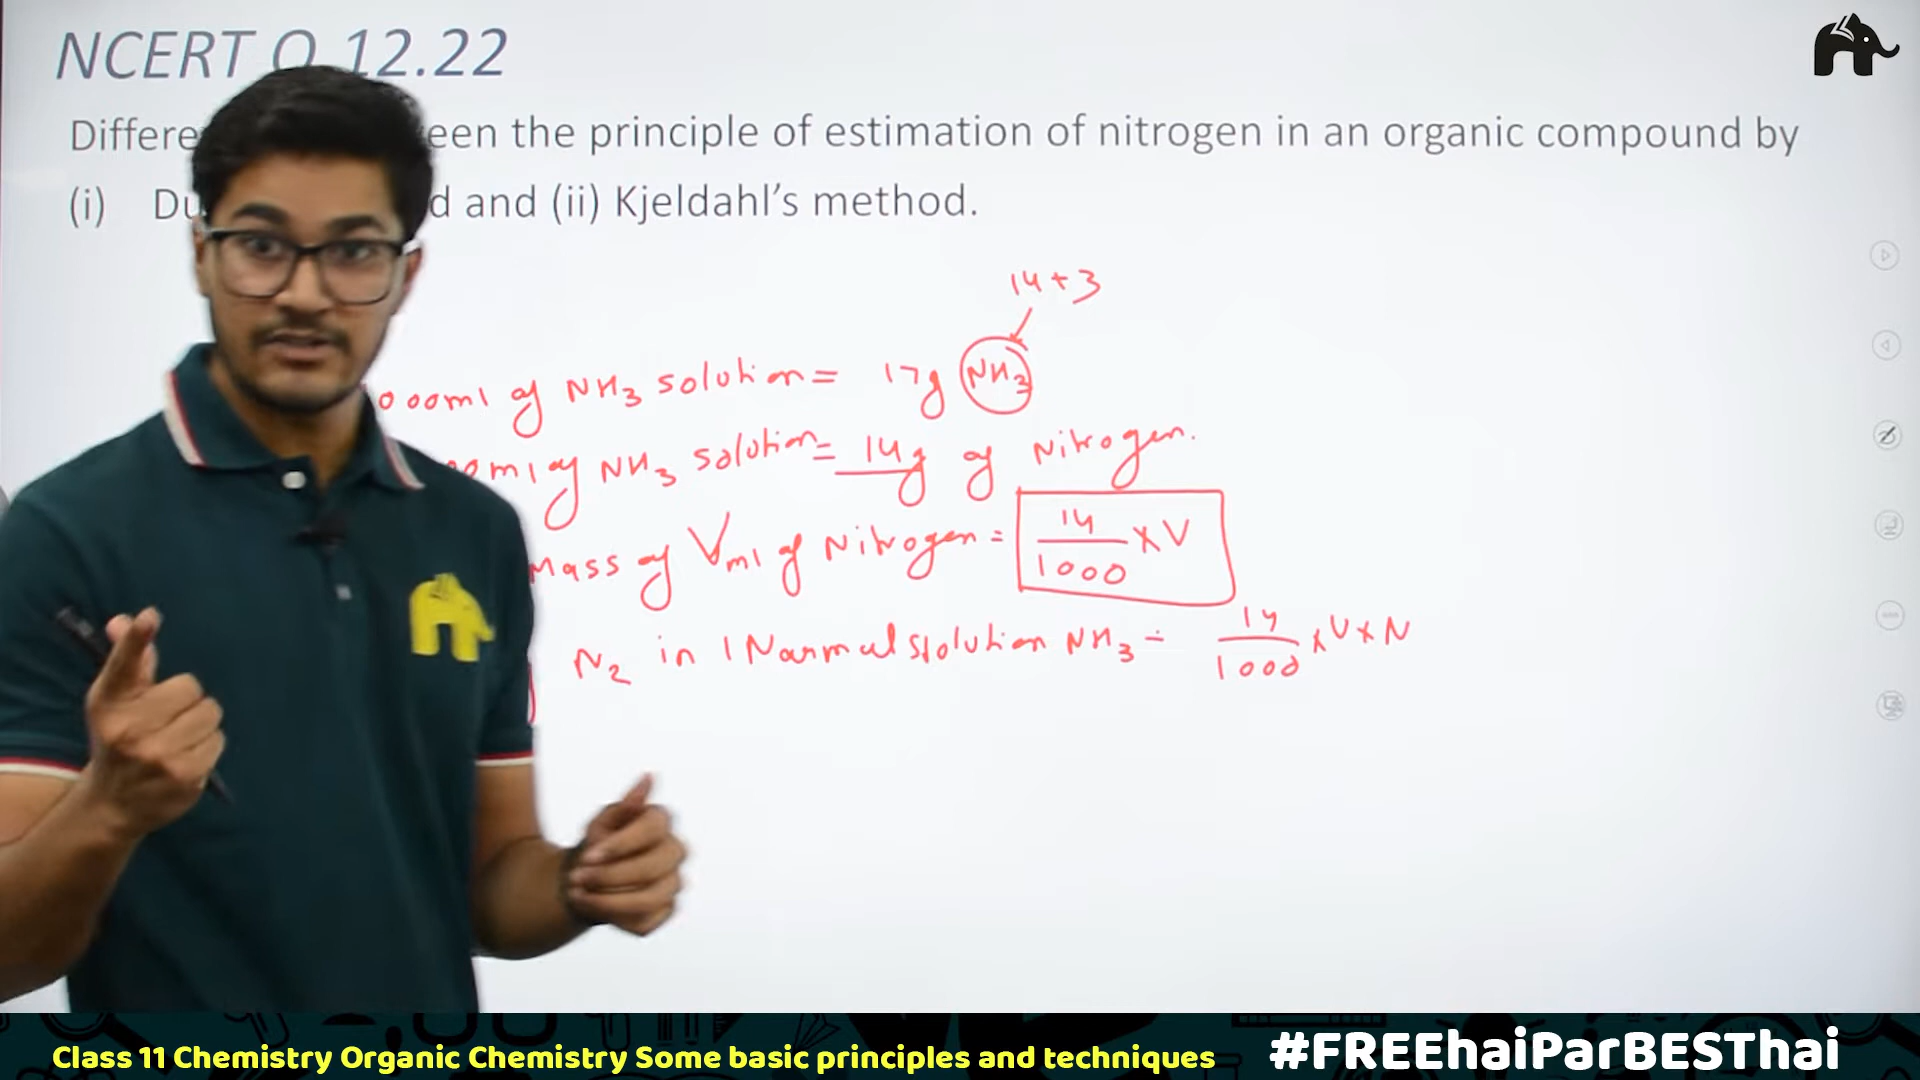 NCERT Q 12.22
Differe een the principle of estimation of nitrogen in an organic compound by
(i) Du d and (ii) Kjeldahl’s method.
14 + 3
000ml of NH3 solution = 17g NH3
00ml of NH3 solution = 14g of Nitrogen.
Mass of Vml of Nitrogen = 14/1000 x V
N2 in 1 Normal solution NH3 = 14/1000 x V x N
Class 11 Chemistry Organic Chemistry Some basic principles and techniques
#FREEhaiParBESThai